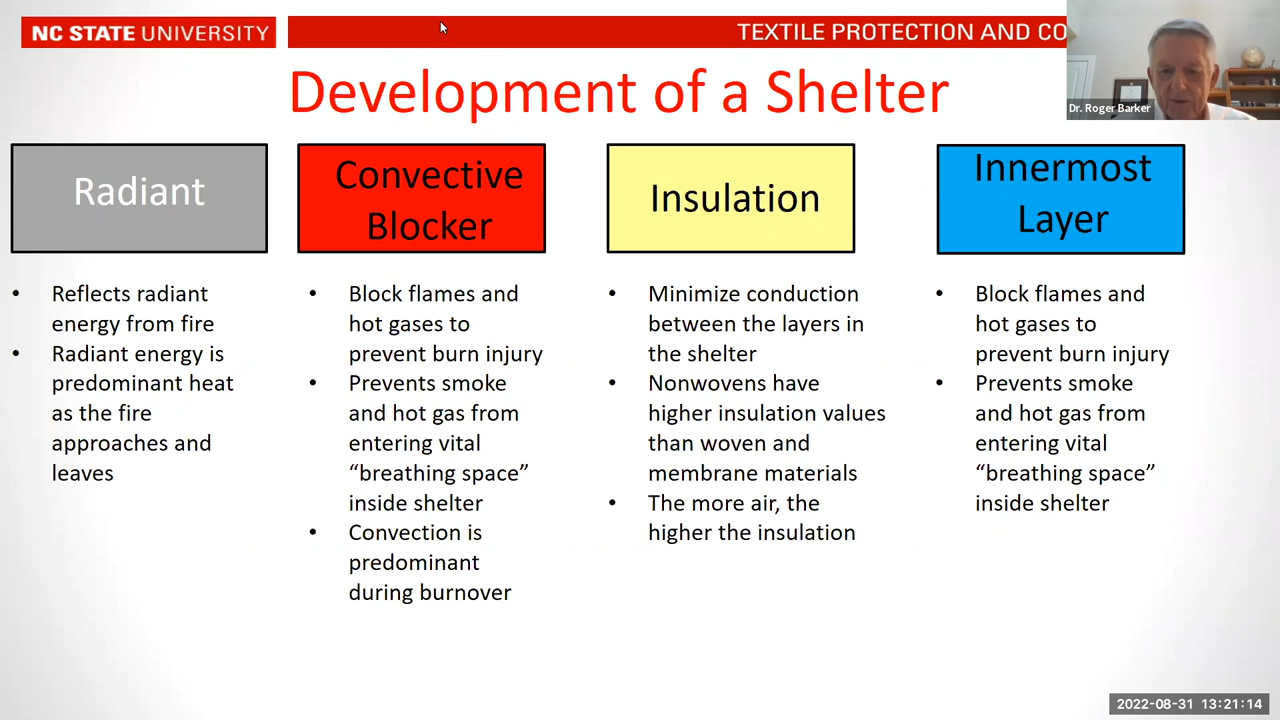 NC STATE UNIVERSITY
TEXTILE PROTECTION AND CO
Dr. Roger Barker
Development of a Shelter
Radiant
• Reflects radiant
energy from fire
• Radiant energy is
predominant heat
as the fire
approaches and
leaves
Convective
Blocker
• Block flames and
hot gases to
prevent burn injury
• Prevents smoke
and hot gas from
entering vital
“breathing space”
inside shelter
• Convection is
predominant
during burnover
Insulation
• Minimize conduction
between the layers in
the shelter
• Nonwovens have
higher insulation values
than woven and
membrane materials
• The more air, the
higher the insulation
Innermost
Layer
• Block flames and
hot gases to
prevent burn injury
• Prevents smoke
and hot gas from
entering vital
“breathing space”
inside shelter
2022-08-31 13:21:14